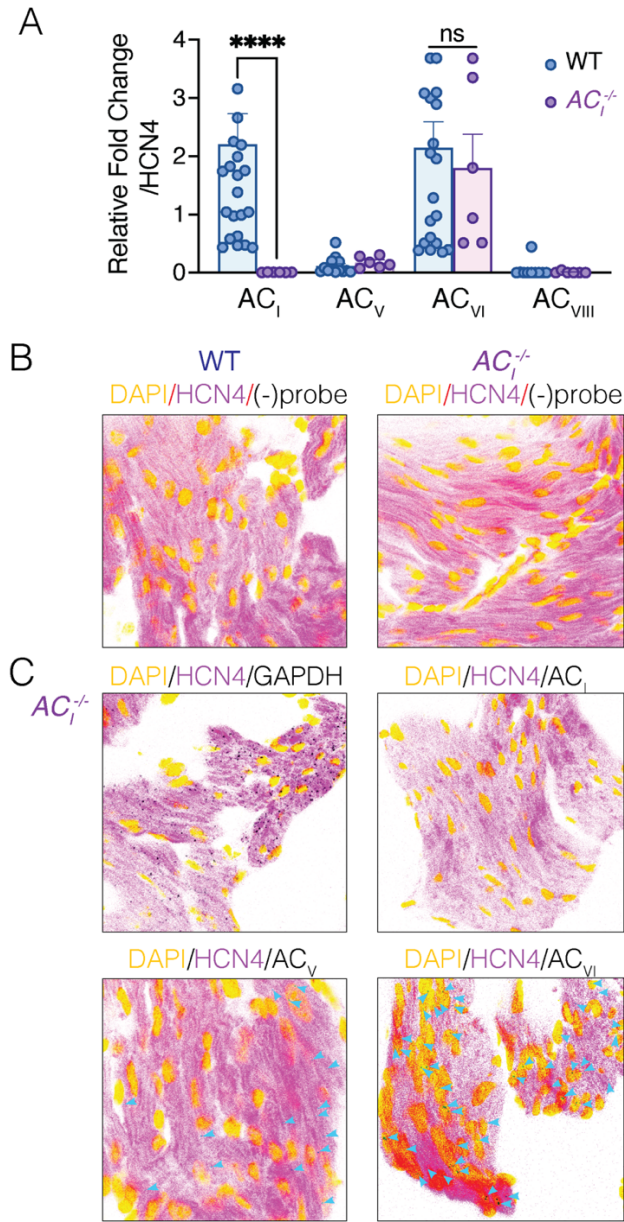 A
Relative Fold Change
/HCN4
4
3
2
1
0
****
ns
WT
AC_I^-/-
AC_I
AC_V
AC_VI
AC_VIII
B
WT
AC_I^-/-
DAPI/HCN4/(-)probe
DAPI/HCN4/(-)probe
C
AC_I^-/-
DAPI/HCN4/GAPDH
DAPI/HCN4/AC_I
DAPI/HCN4/AC_V
DAPI/HCN4/AC_VI